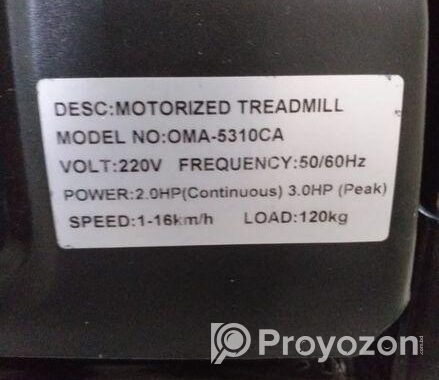 DESC:MOTORIZED TREADMILL
MODEL NO:OMA-5310CA
VOLT:220V FREQUENCY:50/60Hz
POWER:2.0HP(Continuous) 3.0HP (Peak)
SPEED:1-16km/h LOAD:120kg
Proyozon